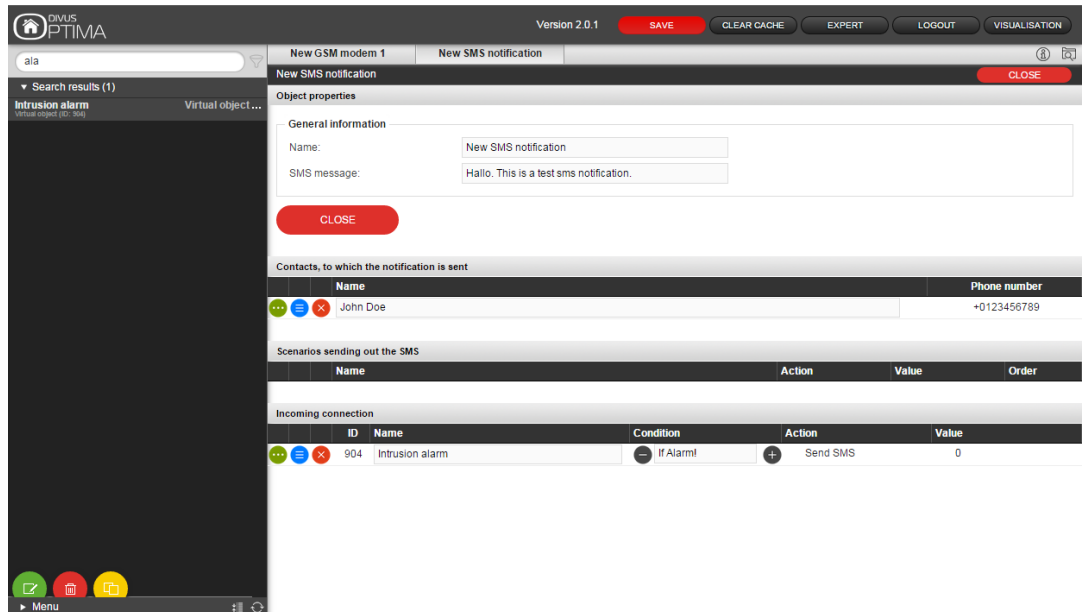 DIVUS
OPTIMA
Version 2.0.1
SAVE
CLEAR CACHE
EXPERT
LOGOUT
VISUALISATION
ala
Search results (1)
Intrusion alarm Virtual object ...
Virtual object (ID: 904)
New GSM modem 1 New SMS notification
New SMS notification CLOSE
Object properties
General information
Name: New SMS notification
SMS message: Hallo. This is a test sms notification.
CLOSE
Contacts, to which the notification is sent
Name Phone number
John Doe +0123456789
Scenarios sending out the SMS
Name Action Value Order
Incoming connection
ID Name Condition Action Value
904 Intrusion alarm If Alarm! Send SMS 0
Menu